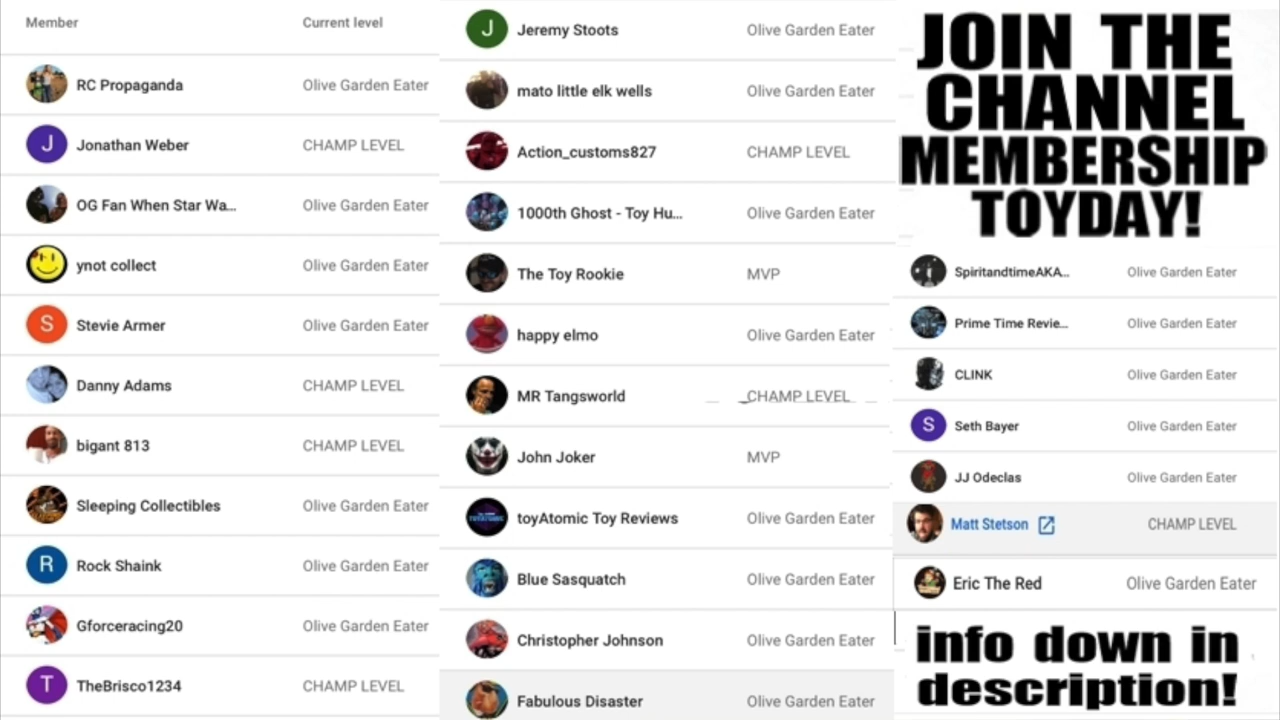 Member Current level
RC Propaganda Olive Garden Eater
J Jonathan Weber CHAMP LEVEL
OG Fan When Star Wa... Olive Garden Eater
ynot collect Olive Garden Eater
S Stevie Armer Olive Garden Eater
Danny Adams CHAMP LEVEL
bigant 813 CHAMP LEVEL
Sleeping Collectibles Olive Garden Eater
R Rock Shaink Olive Garden Eater
Gforceracing20 Olive Garden Eater
T TheBrisco1234 CHAMP LEVEL
J Jeremy Stoots Olive Garden Eater
mato little elk wells Olive Garden Eater
Action_customs827 CHAMP LEVEL
1000th Ghost - Toy Hu... Olive Garden Eater
The Toy Rookie MVP
happy elmo Olive Garden Eater
MR Tangsworld CHAMP LEVEL
John Joker MVP
toyAtomic Toy Reviews Olive Garden Eater
Blue Sasquatch Olive Garden Eater
Christopher Johnson Olive Garden Eater
Fabulous Disaster Olive Garden Eater
JOIN THE
CHANNEL
MEMBERSHIP
TOYDAY!
SpiritandtimeAKA... Olive Garden Eater
Prime Time Revie... Olive Garden Eater
CLINK Olive Garden Eater
S Seth Bayer Olive Garden Eater
JJ Odeclas Olive Garden Eater
Matt Stetson CHAMP LEVEL
Eric The Red Olive Garden Eater
info down in
description!